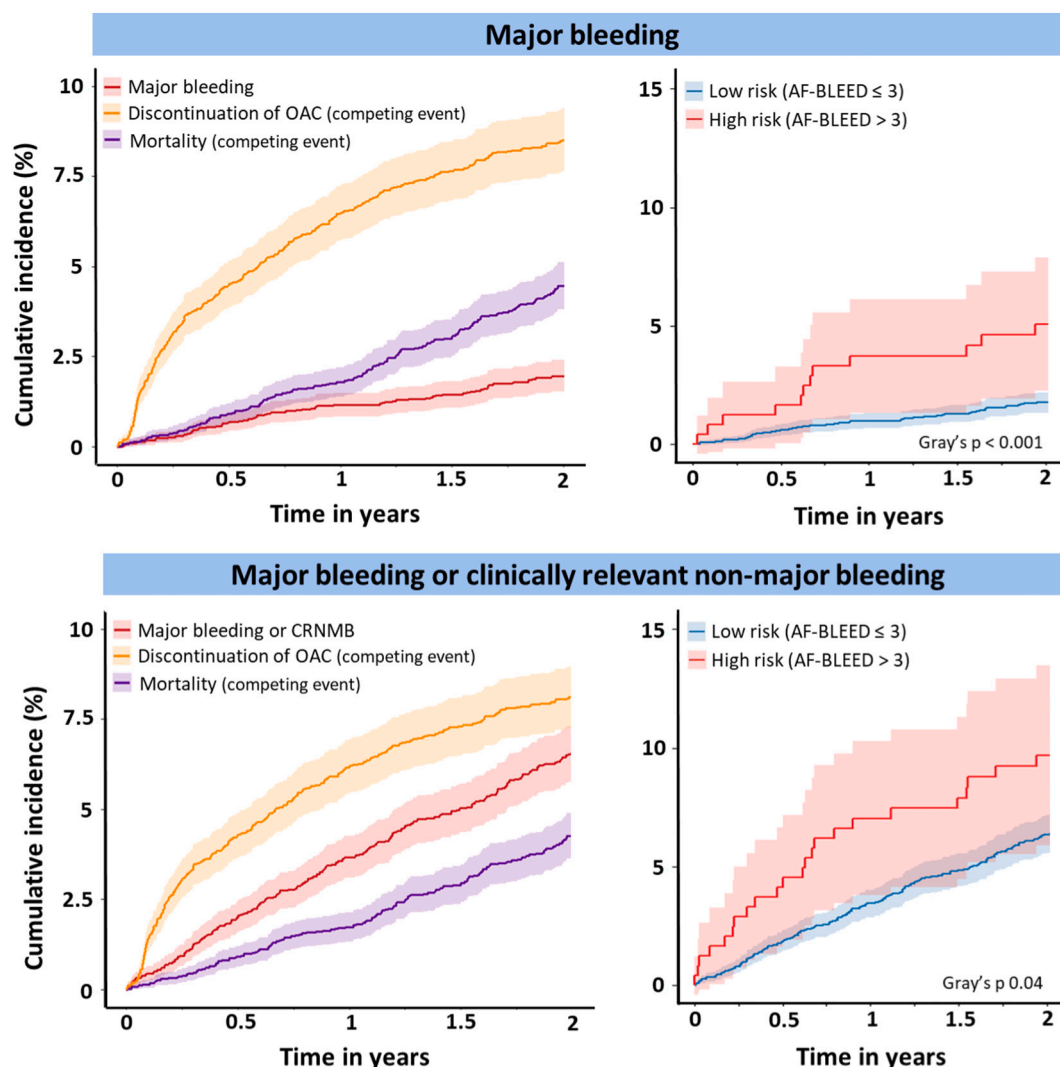 Major bleeding
Cumulative incidence (%)
10
7.5
5
2.5
0
Major bleeding
Discontinuation of OAC (competing event)
Mortality (competing event)
0
0.5
1
1.5
2
Time in years
15
10
5
0
Low risk (AF-BLEED ≤ 3)
High risk (AF-BLEED > 3)
Gray's p < 0.001
0
0.5
1
1.5
2
Time in years
Major bleeding or clinically relevant non-major bleeding
Cumulative incidence (%)
10
7.5
5
2.5
0
Major bleeding or CRNMB
Discontinuation of OAC (competing event)
Mortality (competing event)
0
0.5
1
1.5
2
Time in years
15
10
5
0
Low risk (AF-BLEED ≤ 3)
High risk (AF-BLEED > 3)
Gray's p 0.04
0
0.5
1
1.5
2
Time in years